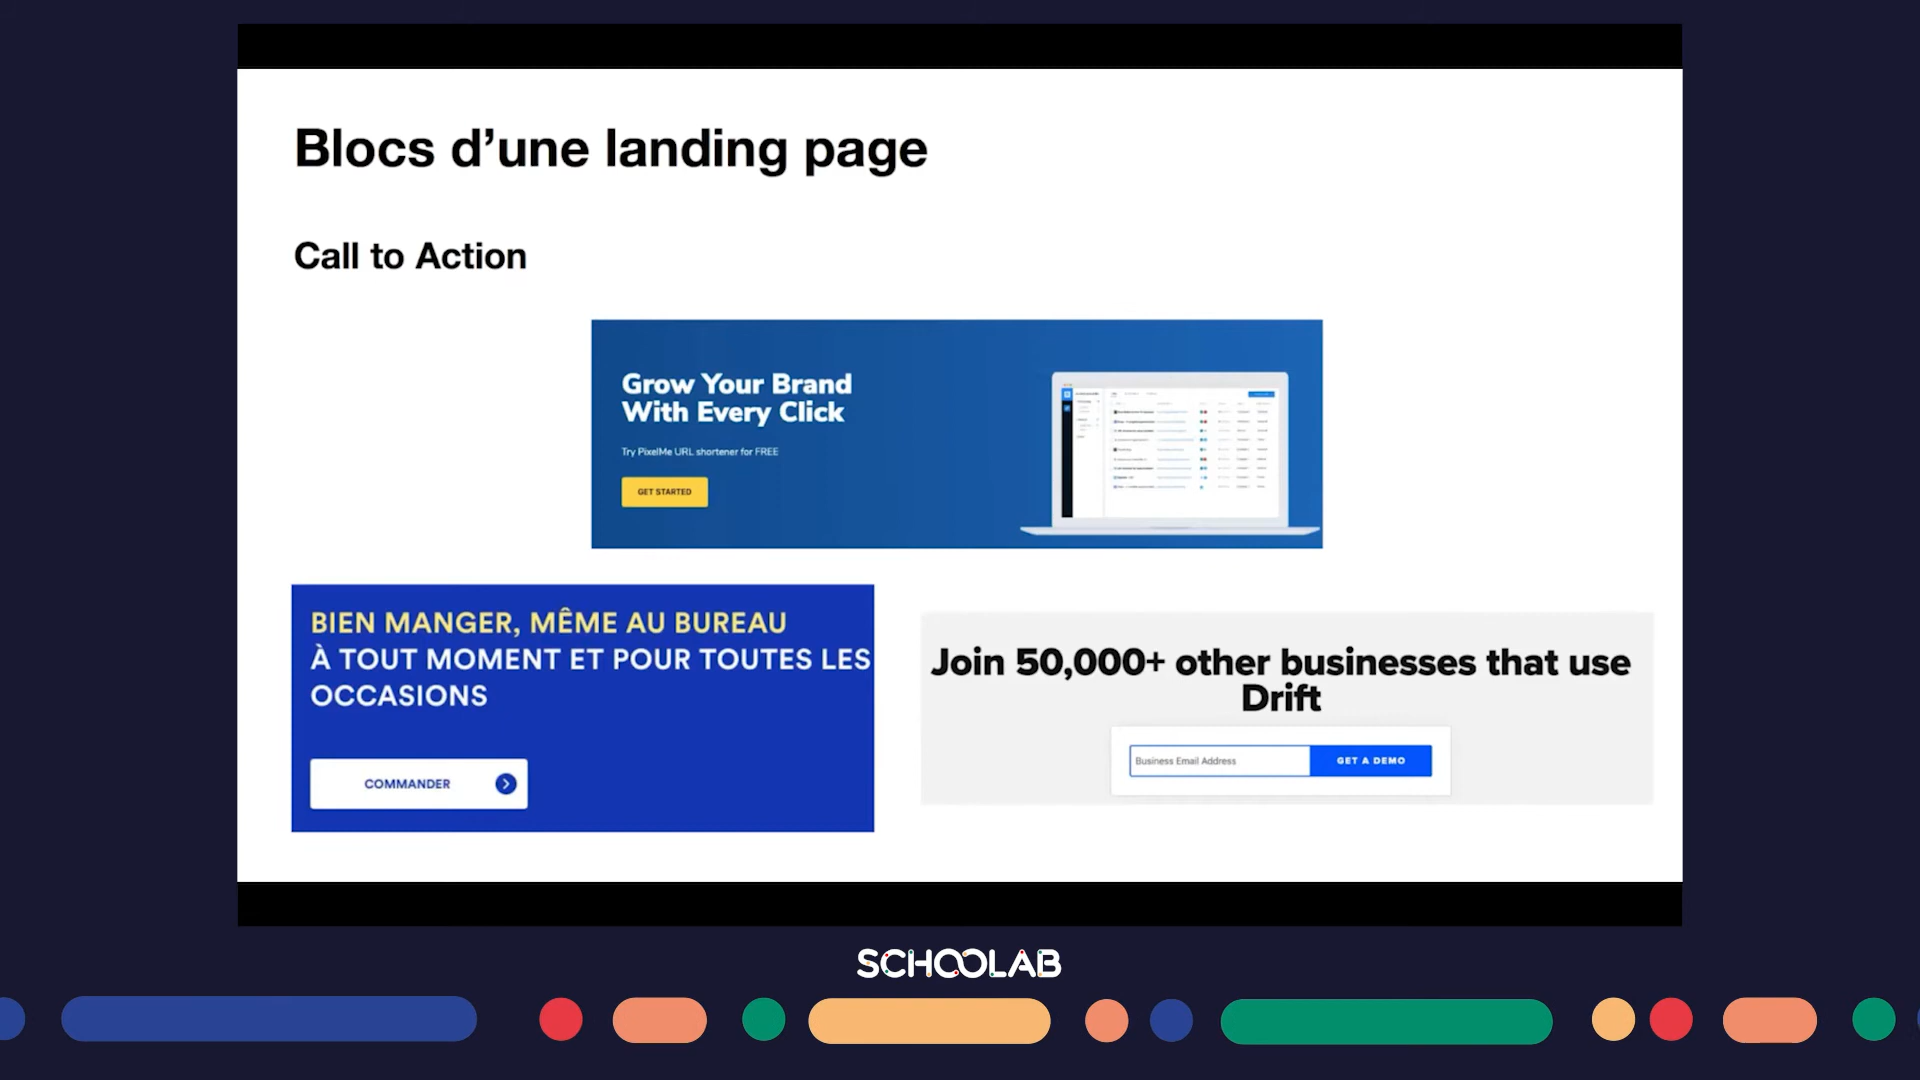 Blocs d’une landing page
Call to Action
Grow Your Brand
With Every Click
Try PixelMe URL shortener for FREE
GET STARTED
BIEN MANGER, MÊME AU BUREAU
À TOUT MOMENT ET POUR TOUTES LES
OCCASIONS
COMMANDER
Join 50,000+ other businesses that use
Drift
Business Email Address
GET A DEMO
SCHOOLAB